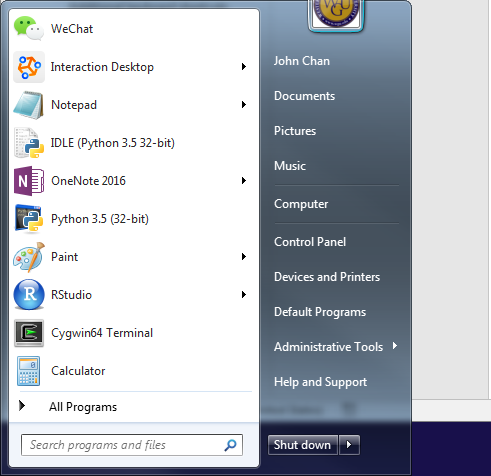 WeChat
Interaction Desktop
Notepad
IDLE (Python 3.5 32-bit)
OneNote 2016
Python 3.5 (32-bit)
Paint
RStudio
Cygwin64 Terminal
Calculator
All Programs
Search programs and files
John Chan
Documents
Pictures
Music
Computer
Control Panel
Devices and Printers
Default Programs
Administrative Tools
Help and Support
Shut down